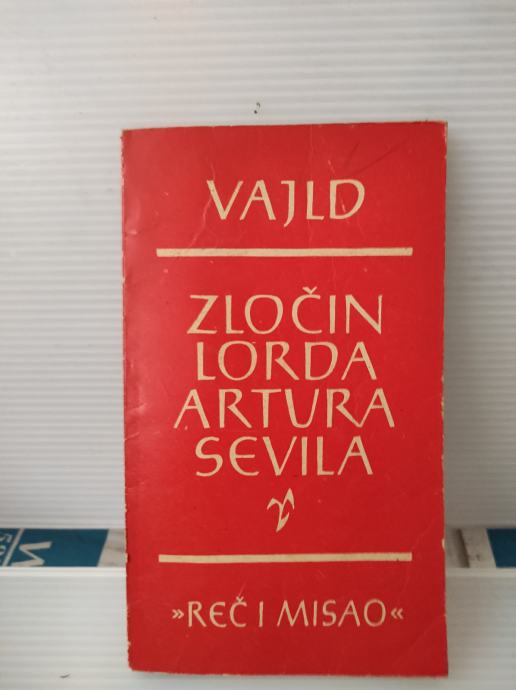 VAJLD
ZLOČIN
LORDA
ARTURA
SEVILA
»REČ I MISAO«